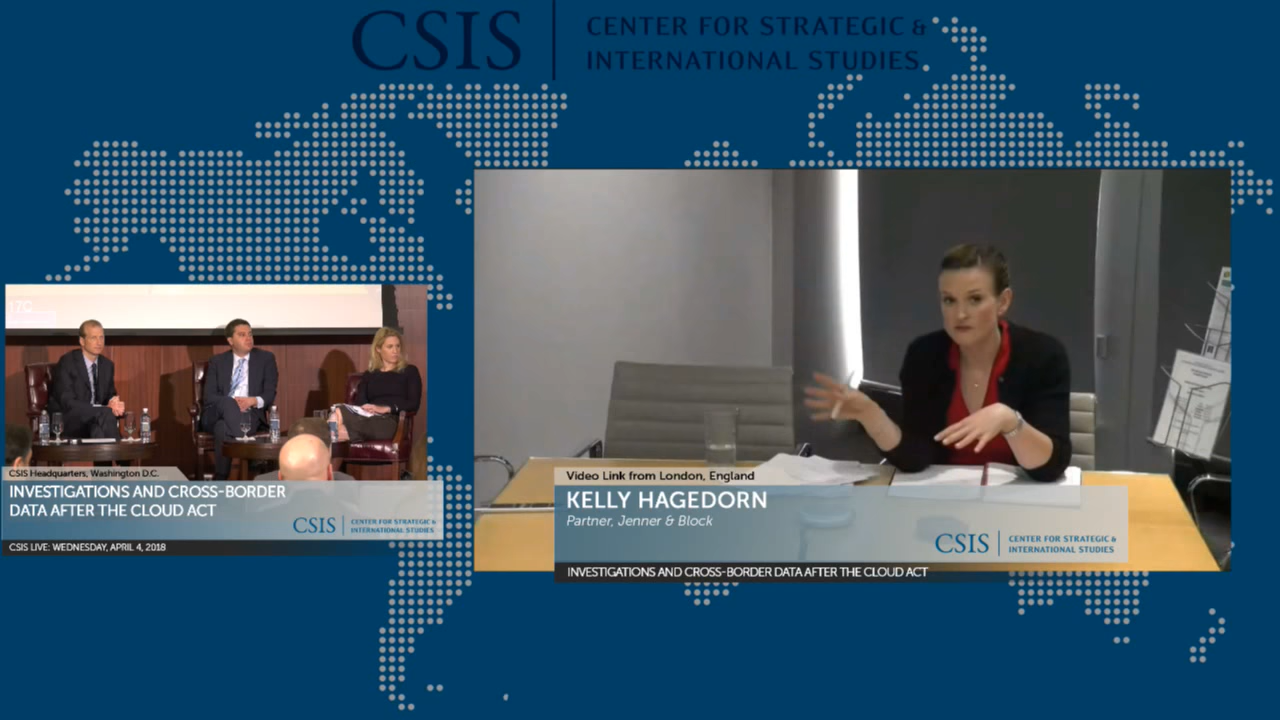 CSIS
CENTER FOR STRATEGIC &
INTERNATIONAL STUDIES
17C
CSIS Headquarters, Washington D.C.
INVESTIGATIONS AND CROSS-BORDER
DATA AFTER THE CLOUD ACT
CSIS
CENTER FOR STRATEGIC &
INTERNATIONAL STUDIES
CSIS LIVE: WEDNESDAY, APRIL 4, 2018
Video Link from London, England
KELLY HAGEDORN
Partner, Jenner & Block
CSIS
CENTER FOR STRATEGIC &
INTERNATIONAL STUDIES
INVESTIGATIONS AND CROSS-BORDER DATA AFTER THE CLOUD ACT